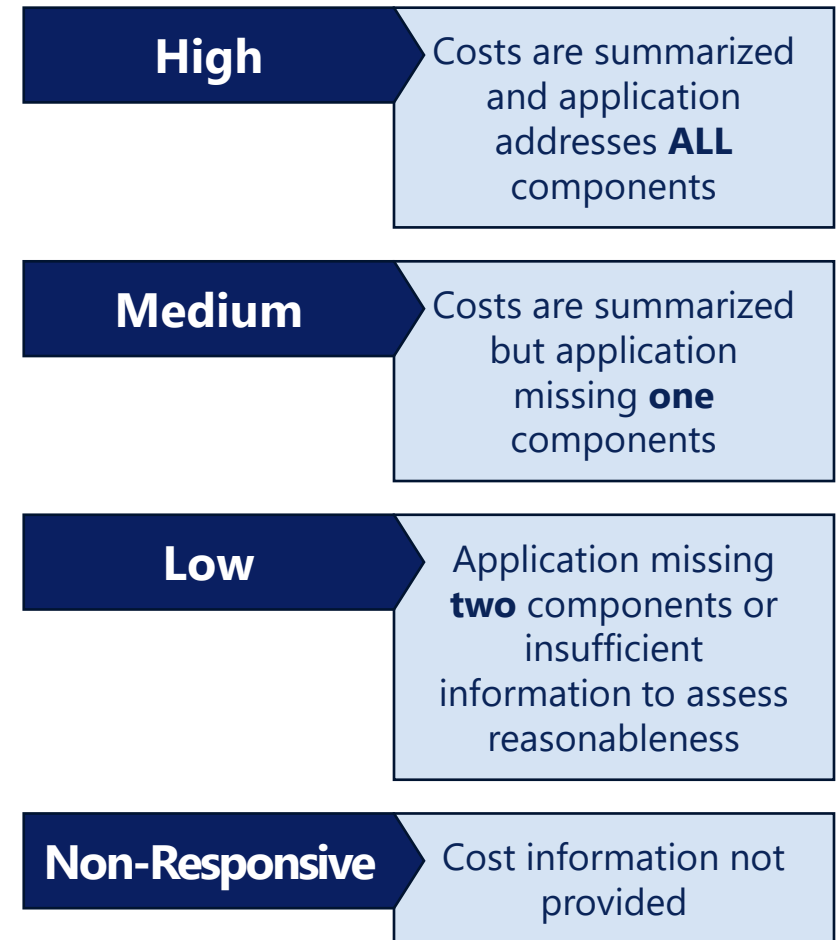 High
Costs are summarized
and application
addresses ALL
components
Medium
Costs are summarized
but application
missing one
components
Low
Application missing
two components or
insufficient
information to assess
reasonableness
Non-Responsive
Cost information not
provided